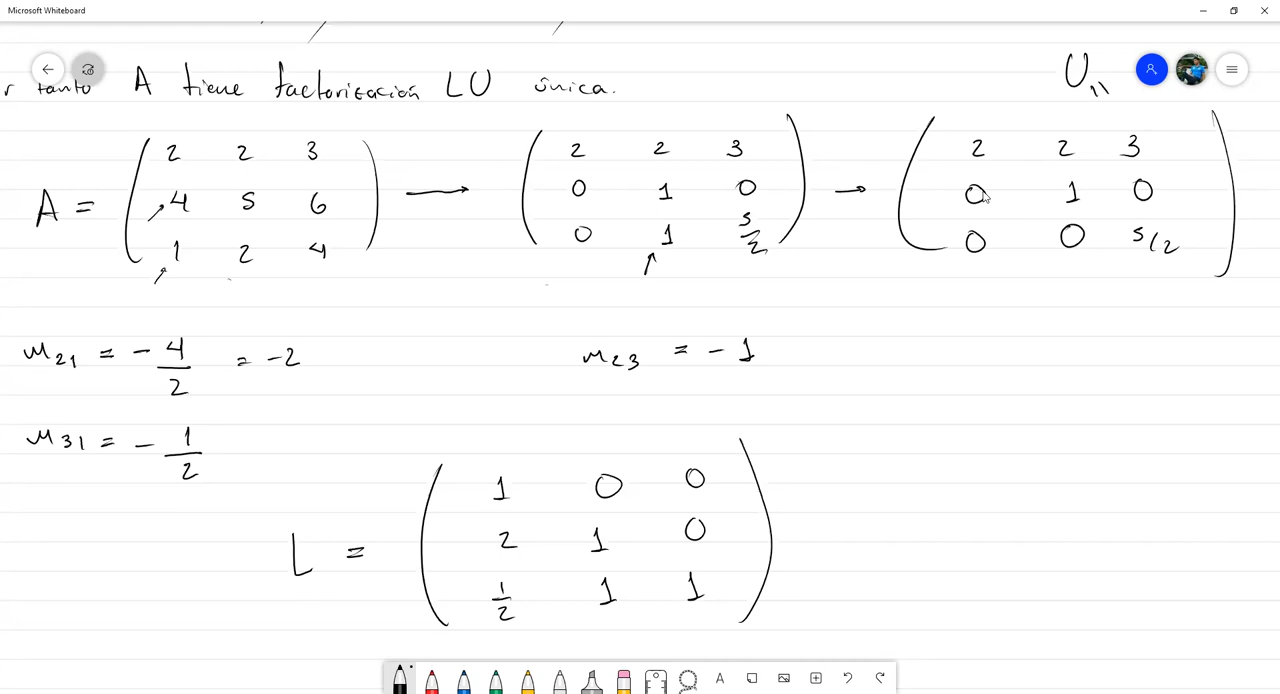 Microsoft Whiteboard
r tanto A tiene factorización LU única.
U11
A = ( 2 2 3 → ( 2 2 3 → ( 2 2 3
4 5 6 0 1 0 0 1 0
1 2 4 ) 0 1 5/2 ) 0 0 5/2 )
m21 = - 4/2 = -2 m23 = - 1
m31 = - 1/2
L = ( 1 0 0
2 1 0
1/2 1 1 )
A